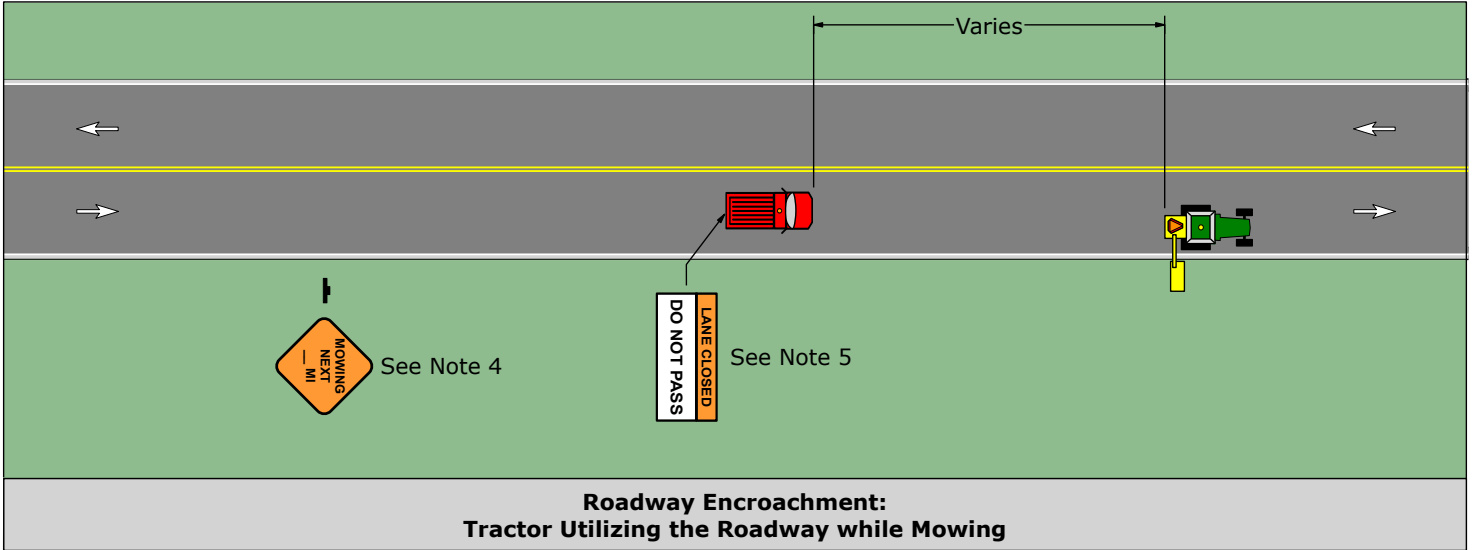 Varies
MOWING
NEXT
__ MI
See Note 4
LANE CLOSED
DO NOT PASS
See Note 5
Roadway Encroachment:
Tractor Utilizing the Roadway while Mowing